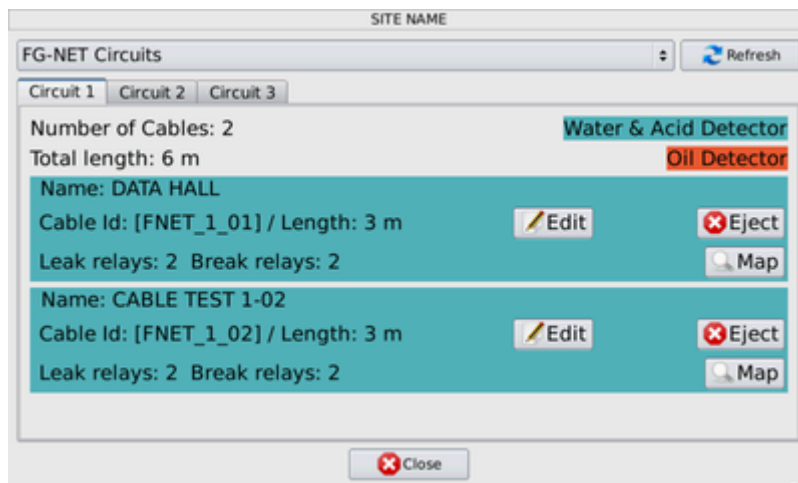 SITE NAME
FG-NET Circuits
Refresh
Circuit 1 Circuit 2 Circuit 3
Number of Cables: 2 Water & Acid Detector
Total length: 6 m Oil Detector
Name: DATA HALL
Cable Id: [FNET_1_01] / Length: 3 m Edit Eject
Leak relays: 2 Break relays: 2 Map
Name: CABLE TEST 1-02
Cable Id: [FNET_1_02] / Length: 3 m Edit Eject
Leak relays: 2 Break relays: 2 Map
Close